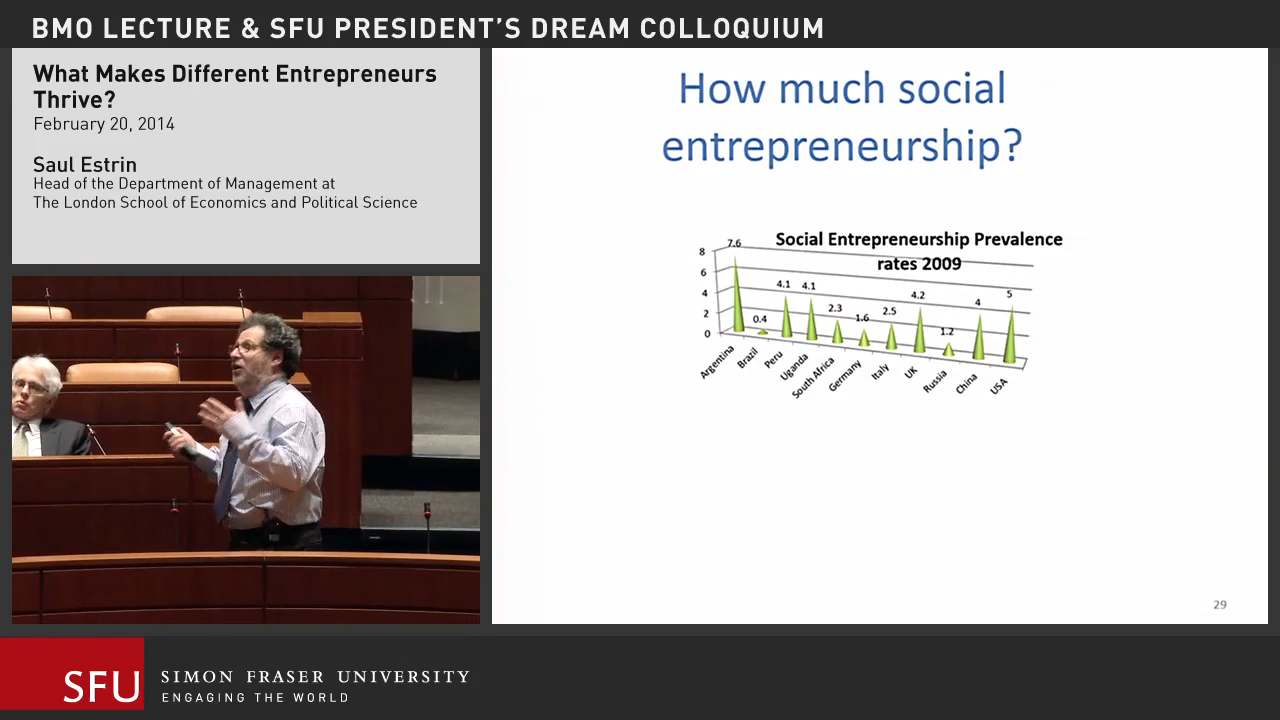 BMO LECTURE & SFU PRESIDENT'S DREAM COLLOQUIUM
What Makes Different Entrepreneurs
Thrive?
February 20, 2014
Saul Estrin
Head of the Department of Management at
The London School of Economics and Political Science
How much social
entrepreneurship?
Social Entrepreneurship Prevalence
rates 2009
8
6
4
2
0
7.6
0.4
4.1
4.1
2.3
1.6
2.5
4.2
1.2
4
5
Argentina
Brazil
Peru
Uganda
South Africa
Germany
Italy
UK
Russia
China
USA
29
SFU
SIMON FRASER UNIVERSITY
ENGAGING THE WORLD